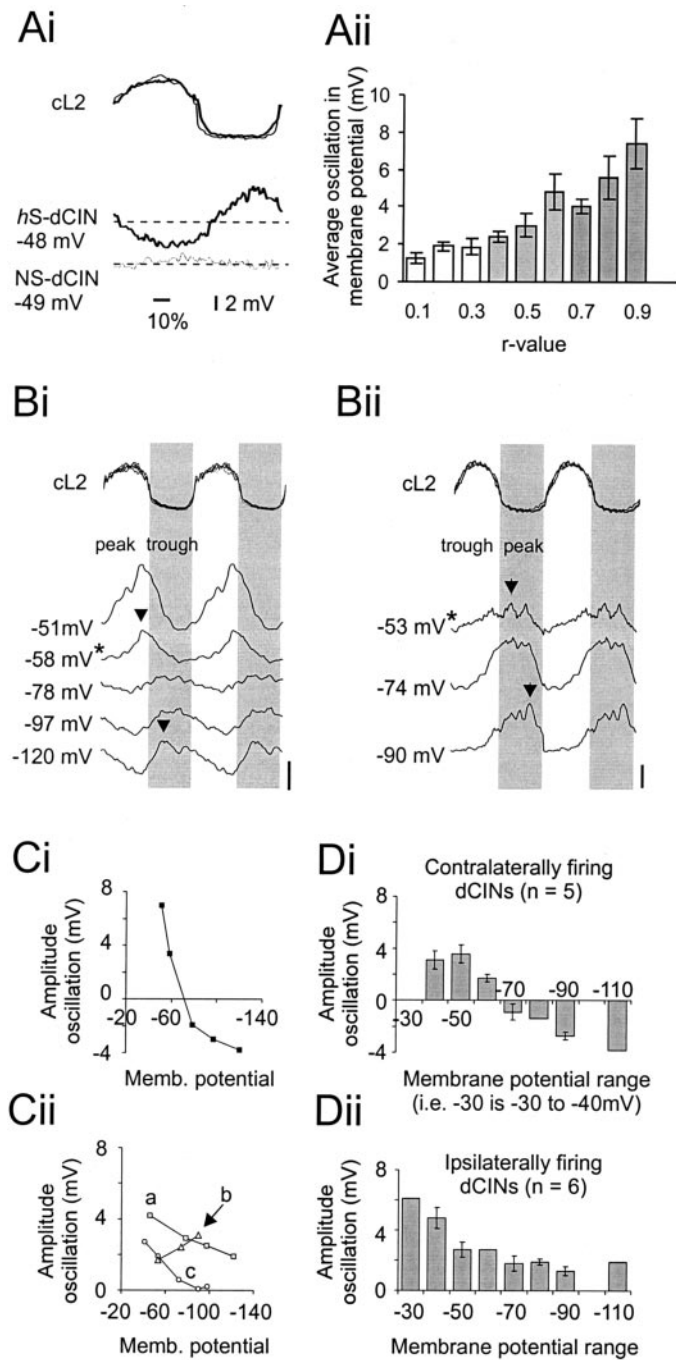 Ai
cL2
hS-dCIN
-48 mV
NS-dCIN
-49 mV
10%
2 mV
Aii
Average oscillation in
membrane potential (mV)
10
8
6
4
2
0
0.1 0.3 0.5 0.7 0.9
r-value
Bi
cL2
peak trough
-51mV
-58 mV *
-78 mV
-97 mV
-120 mV
Bii
cL2
trough peak
-53 mV *
-74 mV
-90 mV
Ci
Amplitude
oscillation (mV)
8
4
0
-4
-20 -60 -100 -140
Memb. potential
Di
Contralaterally firing
dCINs (n = 5)
Amplitude
oscillation (mV)
8
4
0
-4
-30 -50 -70 -90 -110
Membrane potential range
(i.e. -30 is -30 to -40mV)
Cii
Amplitude
oscillation (mV)
8
4
0
a
b
c
-20 -60 -100 -140
Memb. potential
Dii
Ipsilaterally firing
dCINs (n = 6)
Amplitude
oscillation (mV)
8
4
0
-30 -50 -70 -90 -110
Membrane potential range